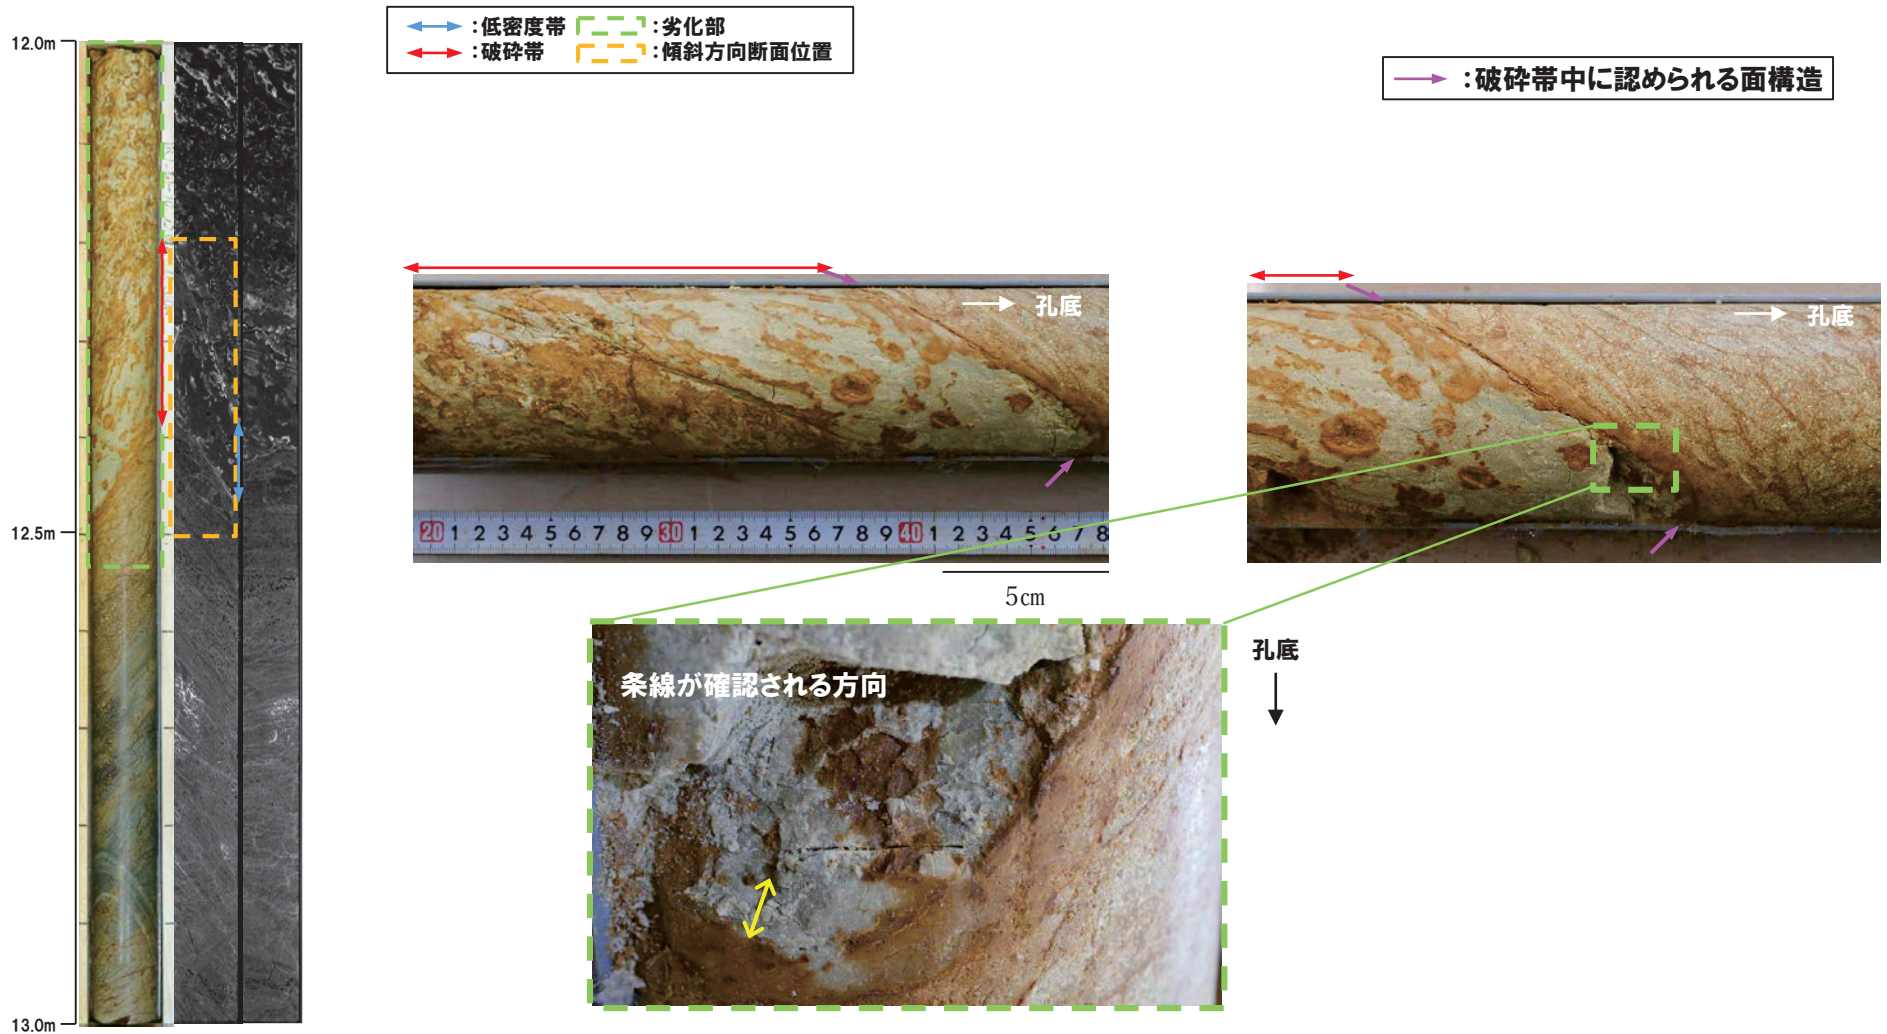 :低密度帯 :劣化部
:破砕帯 :傾斜方向断面位置
:破砕帯中に認められる面構造
12.0m
12.5m
13.0m
孔底
孔底
20 1 2 3 4 5 6 7 8 9 30 1 2 3 4 5 6 7 8 9 40 1 2 3 4 5 6 7 8
5cm
条線が確認される方向
孔底